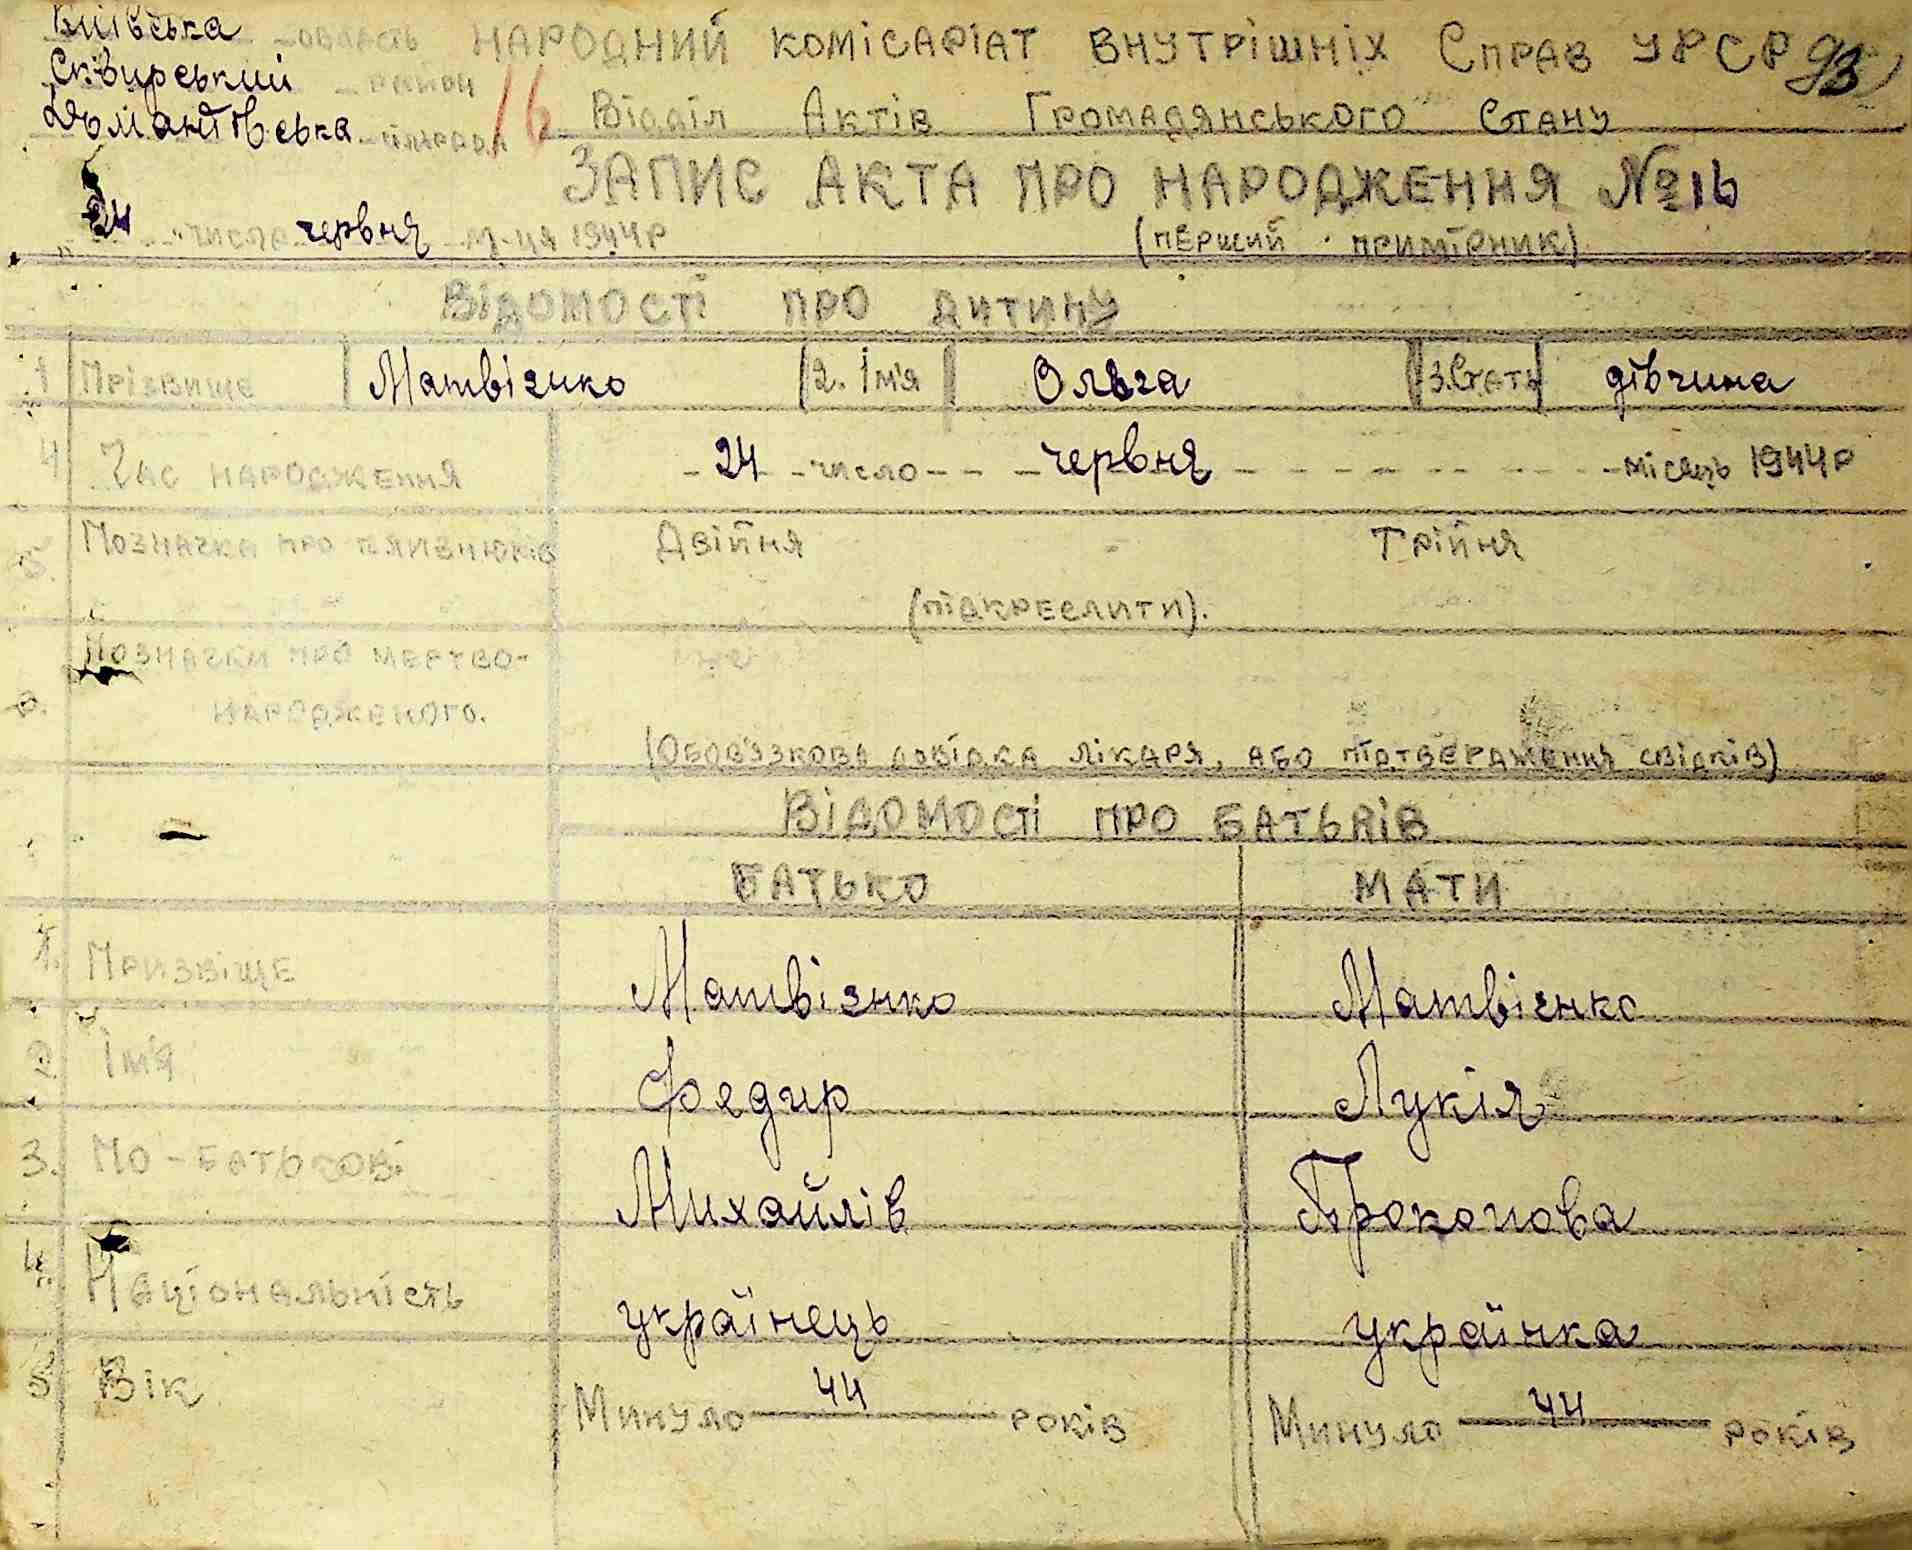 Київська область НАРОДНИЙ КОМІСАРІАТ ВНУТРІШНІХ СПРАВ УРСР 93
Сквирський район
Домантівська сільрада 16 Відділ Актів Громадянського Стану
ЗАПИС АКТА ПРО НАРОДЖЕННЯ №16
24 числа червня м-ця 1944р (перший примірник)
Відомості про дитину
1 Прізвище Матвієнко 2. Ім'я Ольга 3. Стать дівчина
4 Час народження 24 число червня місяць 1944р
5. Позначка про близнюків Двійня Трійня
(підкреслити).
6. Позначки про мертво-
народженого.
(Обов'язкова довідка лікаря, або підтвердження свідків)
Відомості про батьків
Батько Мати
1. Призвіще Матвієнко Матвієнко
2 Ім'я Федир Лукія
3. По-батькові Михайлів Прокопова
4. Національність українець українка
5 Вік Минуло 44 років Минуло 44 років